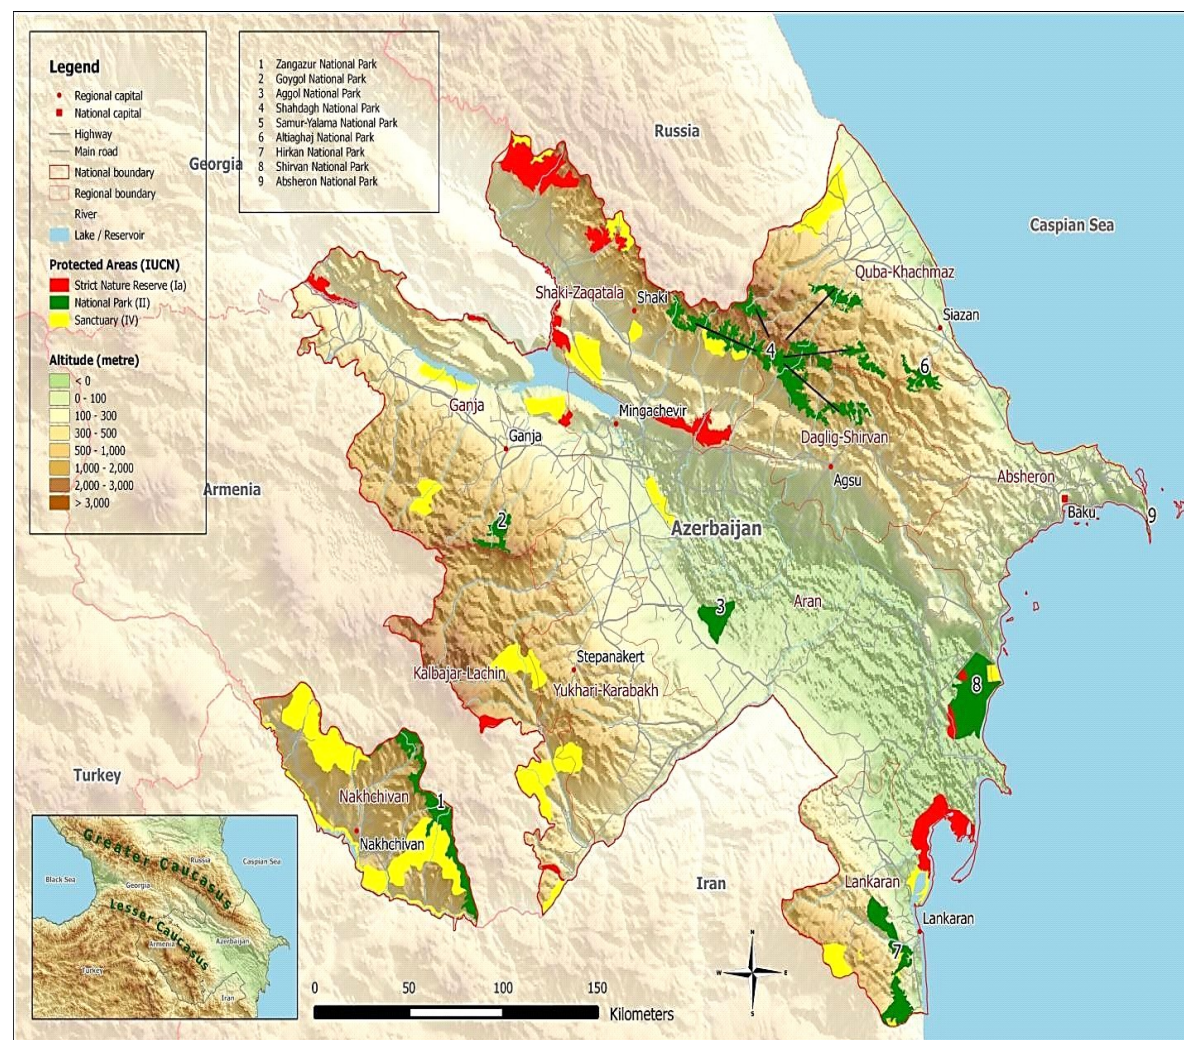 Legend
Regional capital
National capital
Highway
Main road
National boundary
Regional boundary
River
Lake / Reservoir
Protected Areas (IUCN)
Strict Nature Reserve (Ia)
National Park (II)
Sanctuary (IV)
Altitude (metre)
< 0
0 - 100
100 - 300
300 - 500
500 - 1,000
1,000 - 2,000
2,000 - 3,000
> 3,000
1 Zangazur National Park
2 Goygol National Park
3 Aggol National Park
4 Shahdagh National Park
5 Samur-Yalama National Park
6 Altiaghaj National Park
7 Hirkan National Park
8 Shirvan National Park
9 Absheron National Park
Georgia
Russia
Caspian Sea
Quba-Khachmaz
Shaki-Zaqatala
Shaki
Siazan
4
6
Ganja
Mingachevir
Ganja
Daglig-Shirvan
Agsu
Absheron
Baku
9
Armenia
2
Azerbaijan
3
Aran
Stepanakert
Kalbajar-Lachin
Yukhari-Karabakh
8
Turkey
Nakhchivan
1
Nakhchivan
Iran
Lankaran
Lankaran
7
Greater Caucasus
Russia
Caspian Sea
Black Sea
Georgia
Lesser Caucasus
Armenia
Azerbaijan
Turkey
Iran
N
W E
S
0 50 100 150
Kilometers